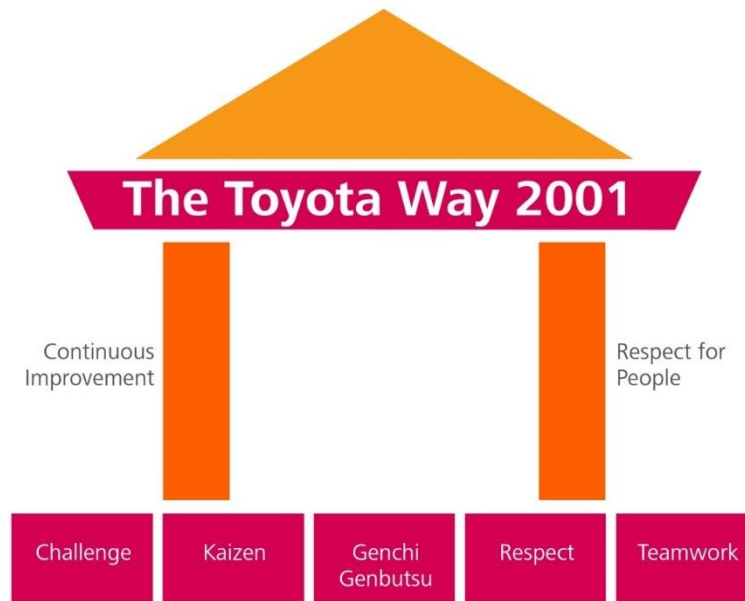 The Toyota Way 2001
Continuous
Improvement
Respect for
People
Challenge
Kaizen
Genchi
Genbutsu
Respect
Teamwork